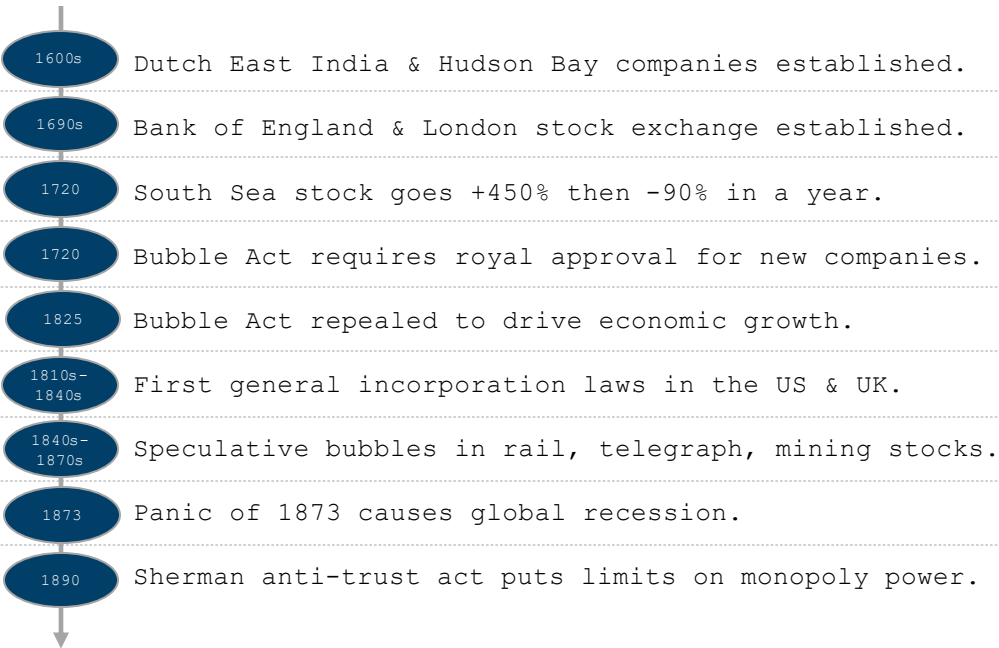 1600s
Dutch East India & Hudson Bay companies established.
1690s
Bank of England & London stock exchange established.
1720
South Sea stock goes +450% then -90% in a year.
1720
Bubble Act requires royal approval for new companies.
1825
Bubble Act repealed to drive economic growth.
1810s-
1840s
First general incorporation laws in the US & UK.
1840s-
1870s
Speculative bubbles in rail, telegraph, mining stocks.
1873
Panic of 1873 causes global recession.
1890
Sherman anti-trust act puts limits on monopoly power.